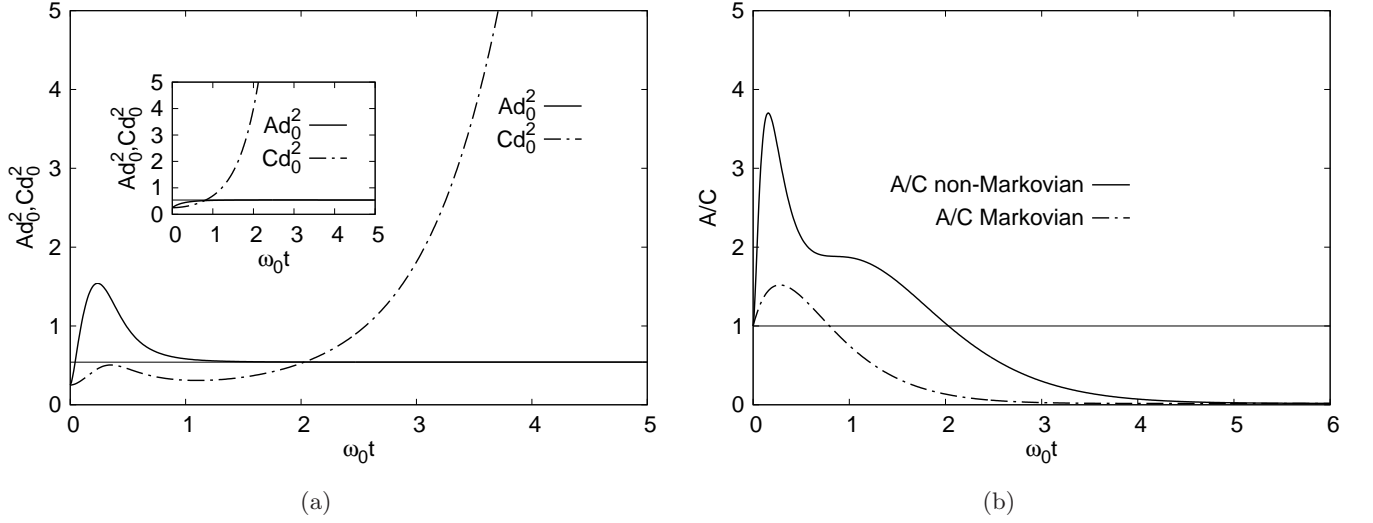 5
4
3
2
1
0
0 1 2 3 4 5
Ad₀²,Cd₀²
ω₀t
Ad₀²
Cd₀²
5
4
3
2
1
0
0 1 2 3 4 5
Ad₀²,Cd₀²
ω₀t
Ad₀²
Cd₀²
(a)
5
4
3
2
1
0
0 1 2 3 4 5 6
A/C
ω₀t
A/C non-Markovian
A/C Markovian
(b)